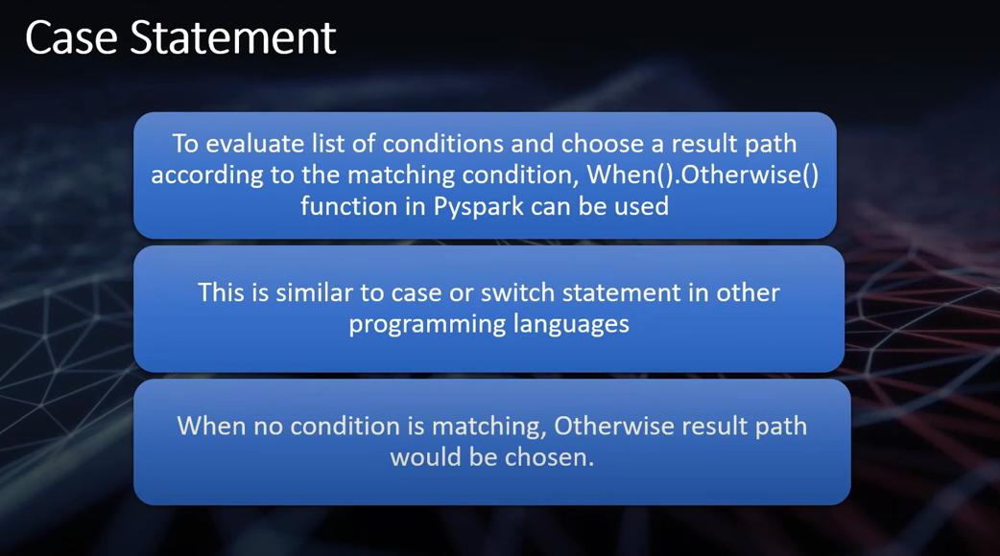 Case Statement
To evaluate list of conditions and choose a result path
according to the matching condition, When().Otherwise()
function in Pyspark can be used
This is similar to case or switch statement in other
programming languages
When no condition is matching, Otherwise result path
would be chosen.